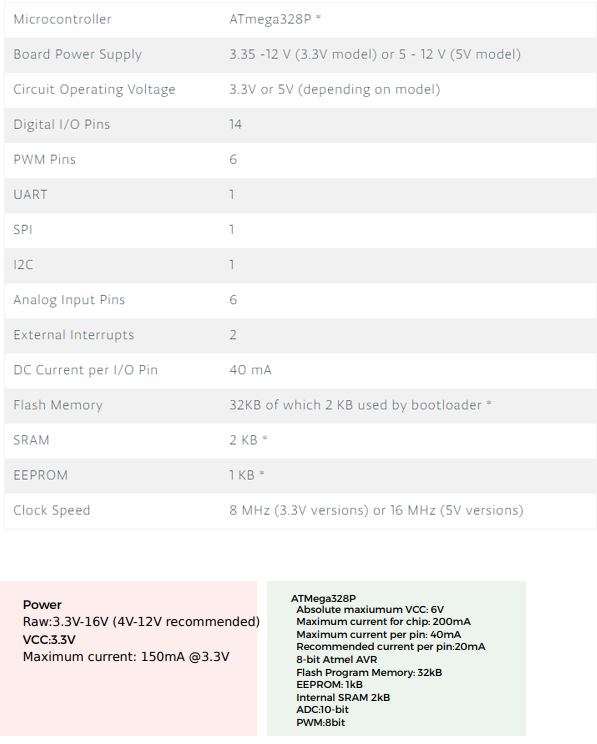 Microcontroller ATmega328P *
Board Power Supply 3.35 -12 V (3.3V model) or 5 - 12 V (5V model)
Circuit Operating Voltage 3.3V or 5V (depending on model)
Digital I/O Pins 14
PWM Pins 6
UART 1
SPI 1
I2C 1
Analog Input Pins 6
External Interrupts 2
DC Current per I/O Pin 40 mA
Flash Memory 32KB of which 2 KB used by bootloader *
SRAM 2 KB *
EEPROM 1 KB *
Clock Speed 8 MHz (3.3V versions) or 16 MHz (5V versions)
Power
Raw:3.3V-16V (4V-12V recommended)
VCC:3.3V
Maximum current: 150mA @3.3V
ATMega328P
Absolute maxiumum VCC: 6V
Maximum current for chip: 200mA
Maximum current per pin: 40mA
Recommended current per pin:20mA
8-bit Atmel AVR
Flash Program Memory: 32kB
EEPROM: 1kB
Internal SRAM 2kB
ADC:10-bit
PWM:8bit